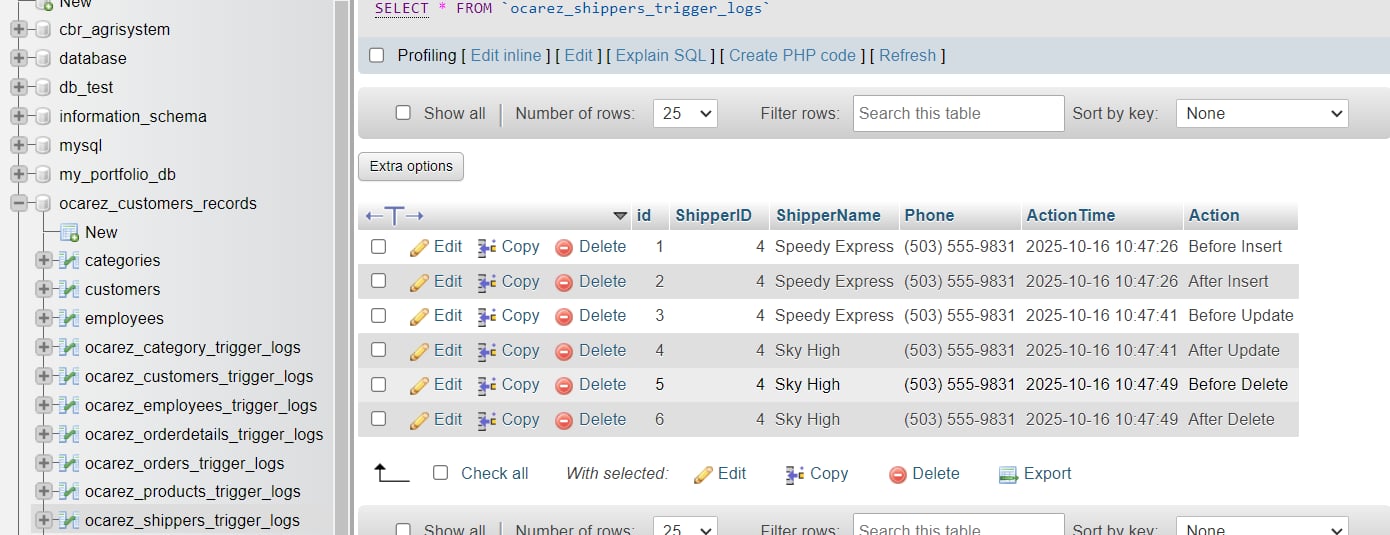 New
cbr_agrisystem
database
db_test
information_schema
mysql
my_portfolio_db
ocarez_customers_records
New
categories
customers
employees
ocarez_category_trigger_logs
ocarez_customers_trigger_logs
ocarez_employees_trigger_logs
ocarez_orderdetails_trigger_logs
ocarez_orders_trigger_logs
ocarez_products_trigger_logs
ocarez_shippers_trigger_logs
SELECT * FROM `ocarez_shippers_trigger_logs`
Profiling [ Edit inline ] [ Edit ] [ Explain SQL ] [ Create PHP code ] [ Refresh ]
Show all Number of rows: 25 Filter rows: Search this table Sort by key: None
Extra options
id ShipperID ShipperName Phone ActionTime Action
Edit Copy Delete 1 4 Speedy Express (503) 555-9831 2025-10-16 10:47:26 Before Insert
Edit Copy Delete 2 4 Speedy Express (503) 555-9831 2025-10-16 10:47:26 After Insert
Edit Copy Delete 3 4 Speedy Express (503) 555-9831 2025-10-16 10:47:41 Before Update
Edit Copy Delete 4 4 Sky High (503) 555-9831 2025-10-16 10:47:41 After Update
Edit Copy Delete 5 4 Sky High (503) 555-9831 2025-10-16 10:47:49 Before Delete
Edit Copy Delete 6 4 Sky High (503) 555-9831 2025-10-16 10:47:49 After Delete
Check all With selected: Edit Copy Delete Export
Show all Number of rows: 25 Filter rows: Search this table Sort by key: None